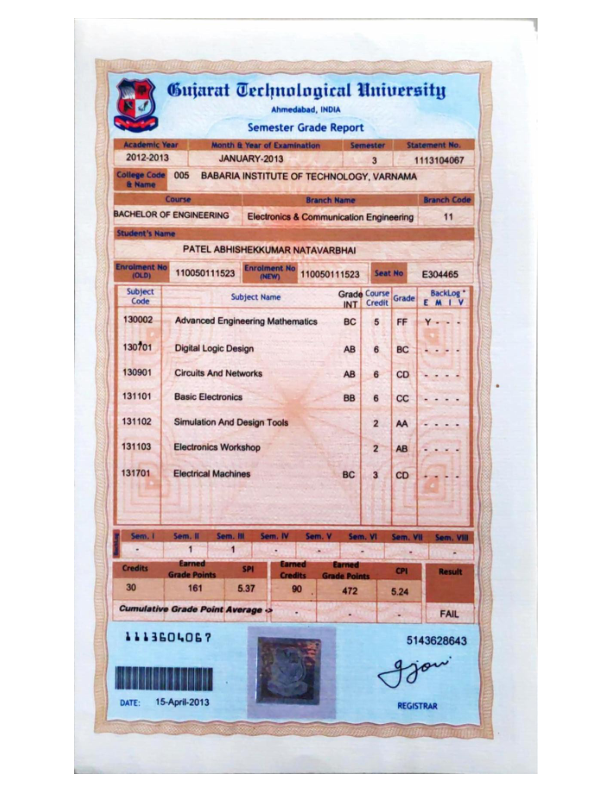 Gujarat Technological University
Ahmedabad, INDIA
Semester Grade Report
Academic Year Month & Year of Examination Semester Statement No.
2012-2013 JANUARY-2013 3 1113104067
College Code & Name 005 BABARIA INSTITUTE OF TECHNOLOGY, VARNAMA
Course Branch Name Branch Code
BACHELOR OF ENGINEERING Electronics & Communication Engineering 11
Student's Name
PATEL ABHISHEKKUMAR NATAVARBHAI
Enrolment No (OLD) 110050111523 Enrolment No (NEW) 110050111523 Seat No E304465
Subject Code Subject Name Grade INT Course Credit Grade BackLog * E M I V
130002 Advanced Engineering Mathematics BC 5 FF Y - - -
130701 Digital Logic Design AB 6 BC - - - -
130901 Circuits And Networks AB 6 CD - - - -
131101 Basic Electronics BB 6 CC - - - -
131102 Simulation And Design Tools 2 AA - - - -
131103 Electronics Workshop 2 AB - - - -
131701 Electrical Machines BC 3 CD - - - -
Sem. I Sem. II Sem. III Sem. IV Sem. V Sem. VI Sem. VII Sem. VIII
- 1 1 - - - - -
Credits Earned Grade Points SPI Earned Credits Earned Grade Points CPI Result
30 161 5.37 90 472 5.24
Cumulative Grade Point Average -> - - - FAIL
1113604067 5143628643
DATE: 15-April-2013 REGISTRAR